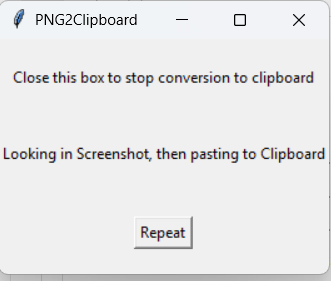 PNG2Clipboard
Close this box to stop conversion to clipboard
Looking in Screenshot, then pasting to Clipboard
Repeat